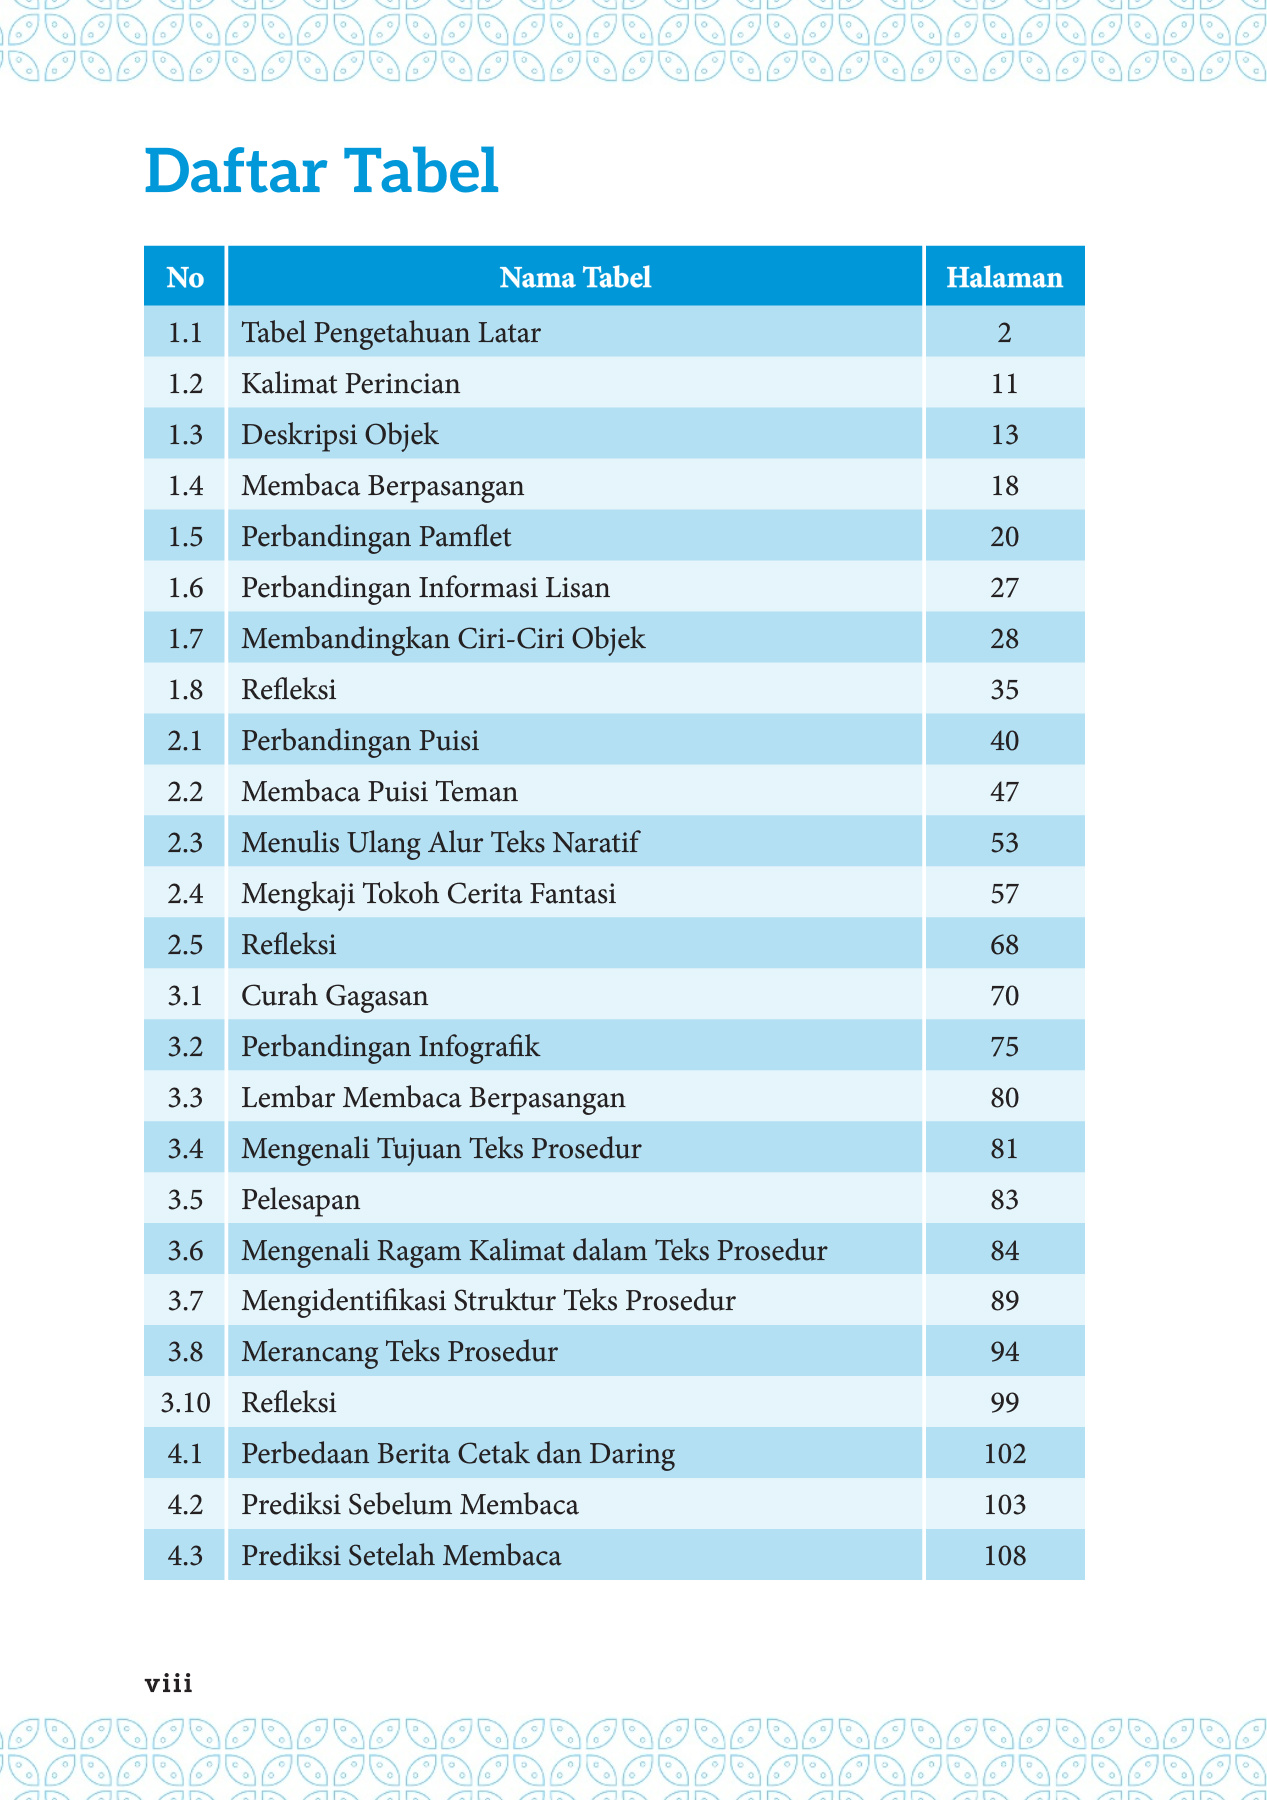 Daftar Tabel
No Nama Tabel Halaman
1.1 Tabel Pengetahuan Latar 2
1.2 Kalimat Perincian 11
1.3 Deskripsi Objek 13
1.4 Membaca Berpasangan 18
1.5 Perbandingan Pamflet 20
1.6 Perbandingan Informasi Lisan 27
1.7 Membandingkan Ciri-Ciri Objek 28
1.8 Refleksi 35
2.1 Perbandingan Puisi 40
2.2 Membaca Puisi Teman 47
2.3 Menulis Ulang Alur Teks Naratif 53
2.4 Mengkaji Tokoh Cerita Fantasi 57
2.5 Refleksi 68
3.1 Curah Gagasan 70
3.2 Perbandingan Infografik 75
3.3 Lembar Membaca Berpasangan 80
3.4 Mengenali Tujuan Teks Prosedur 81
3.5 Pelesapan 83
3.6 Mengenali Ragam Kalimat dalam Teks Prosedur 84
3.7 Mengidentifikasi Struktur Teks Prosedur 89
3.8 Merancang Teks Prosedur 94
3.10 Refleksi 99
4.1 Perbedaan Berita Cetak dan Daring 102
4.2 Prediksi Sebelum Membaca 103
4.3 Prediksi Setelah Membaca 108
viii